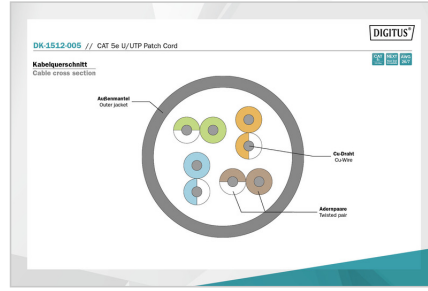 DIGITUS®
DK-1512-005 // CAT 5e U/UTP Patch Cord
Kabelquerschnitt
Cable cross section
Außenmantel
Outer jacket
Cu-Draht
Cu-Wire
Adernpaare
Twisted pair